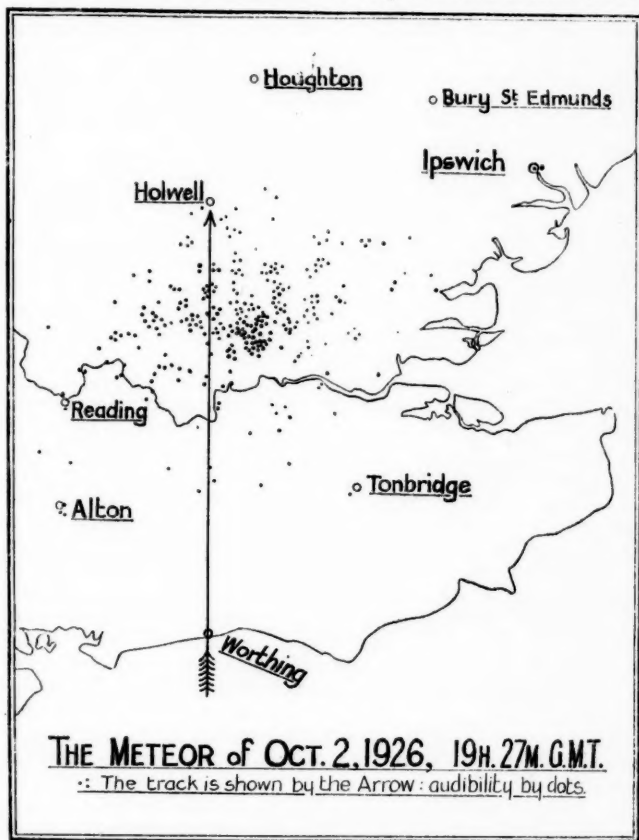 Houghton
Bury St Edmunds
Ipswich
Holwell
Reading
Tonbridge
Alton
Worthing
THE METEOR of OCT. 2, 1926, 19H. 27M. G.M.T.
∴ The track is shown by the Arrow : audibility by dots.